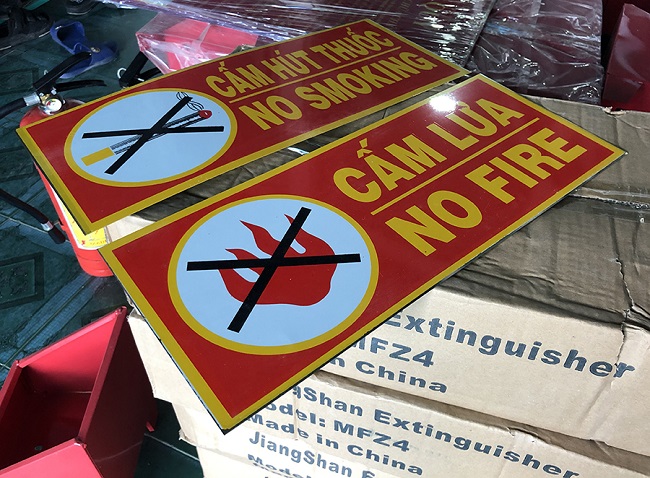 CẤM HÚT THUỐC
NO SMOKING
CẤM LỬA
NO FIRE
Extinguisher
MFZ4
in China
Shan Extinguisher
Model: MFZ4
Made in China
JiangShan